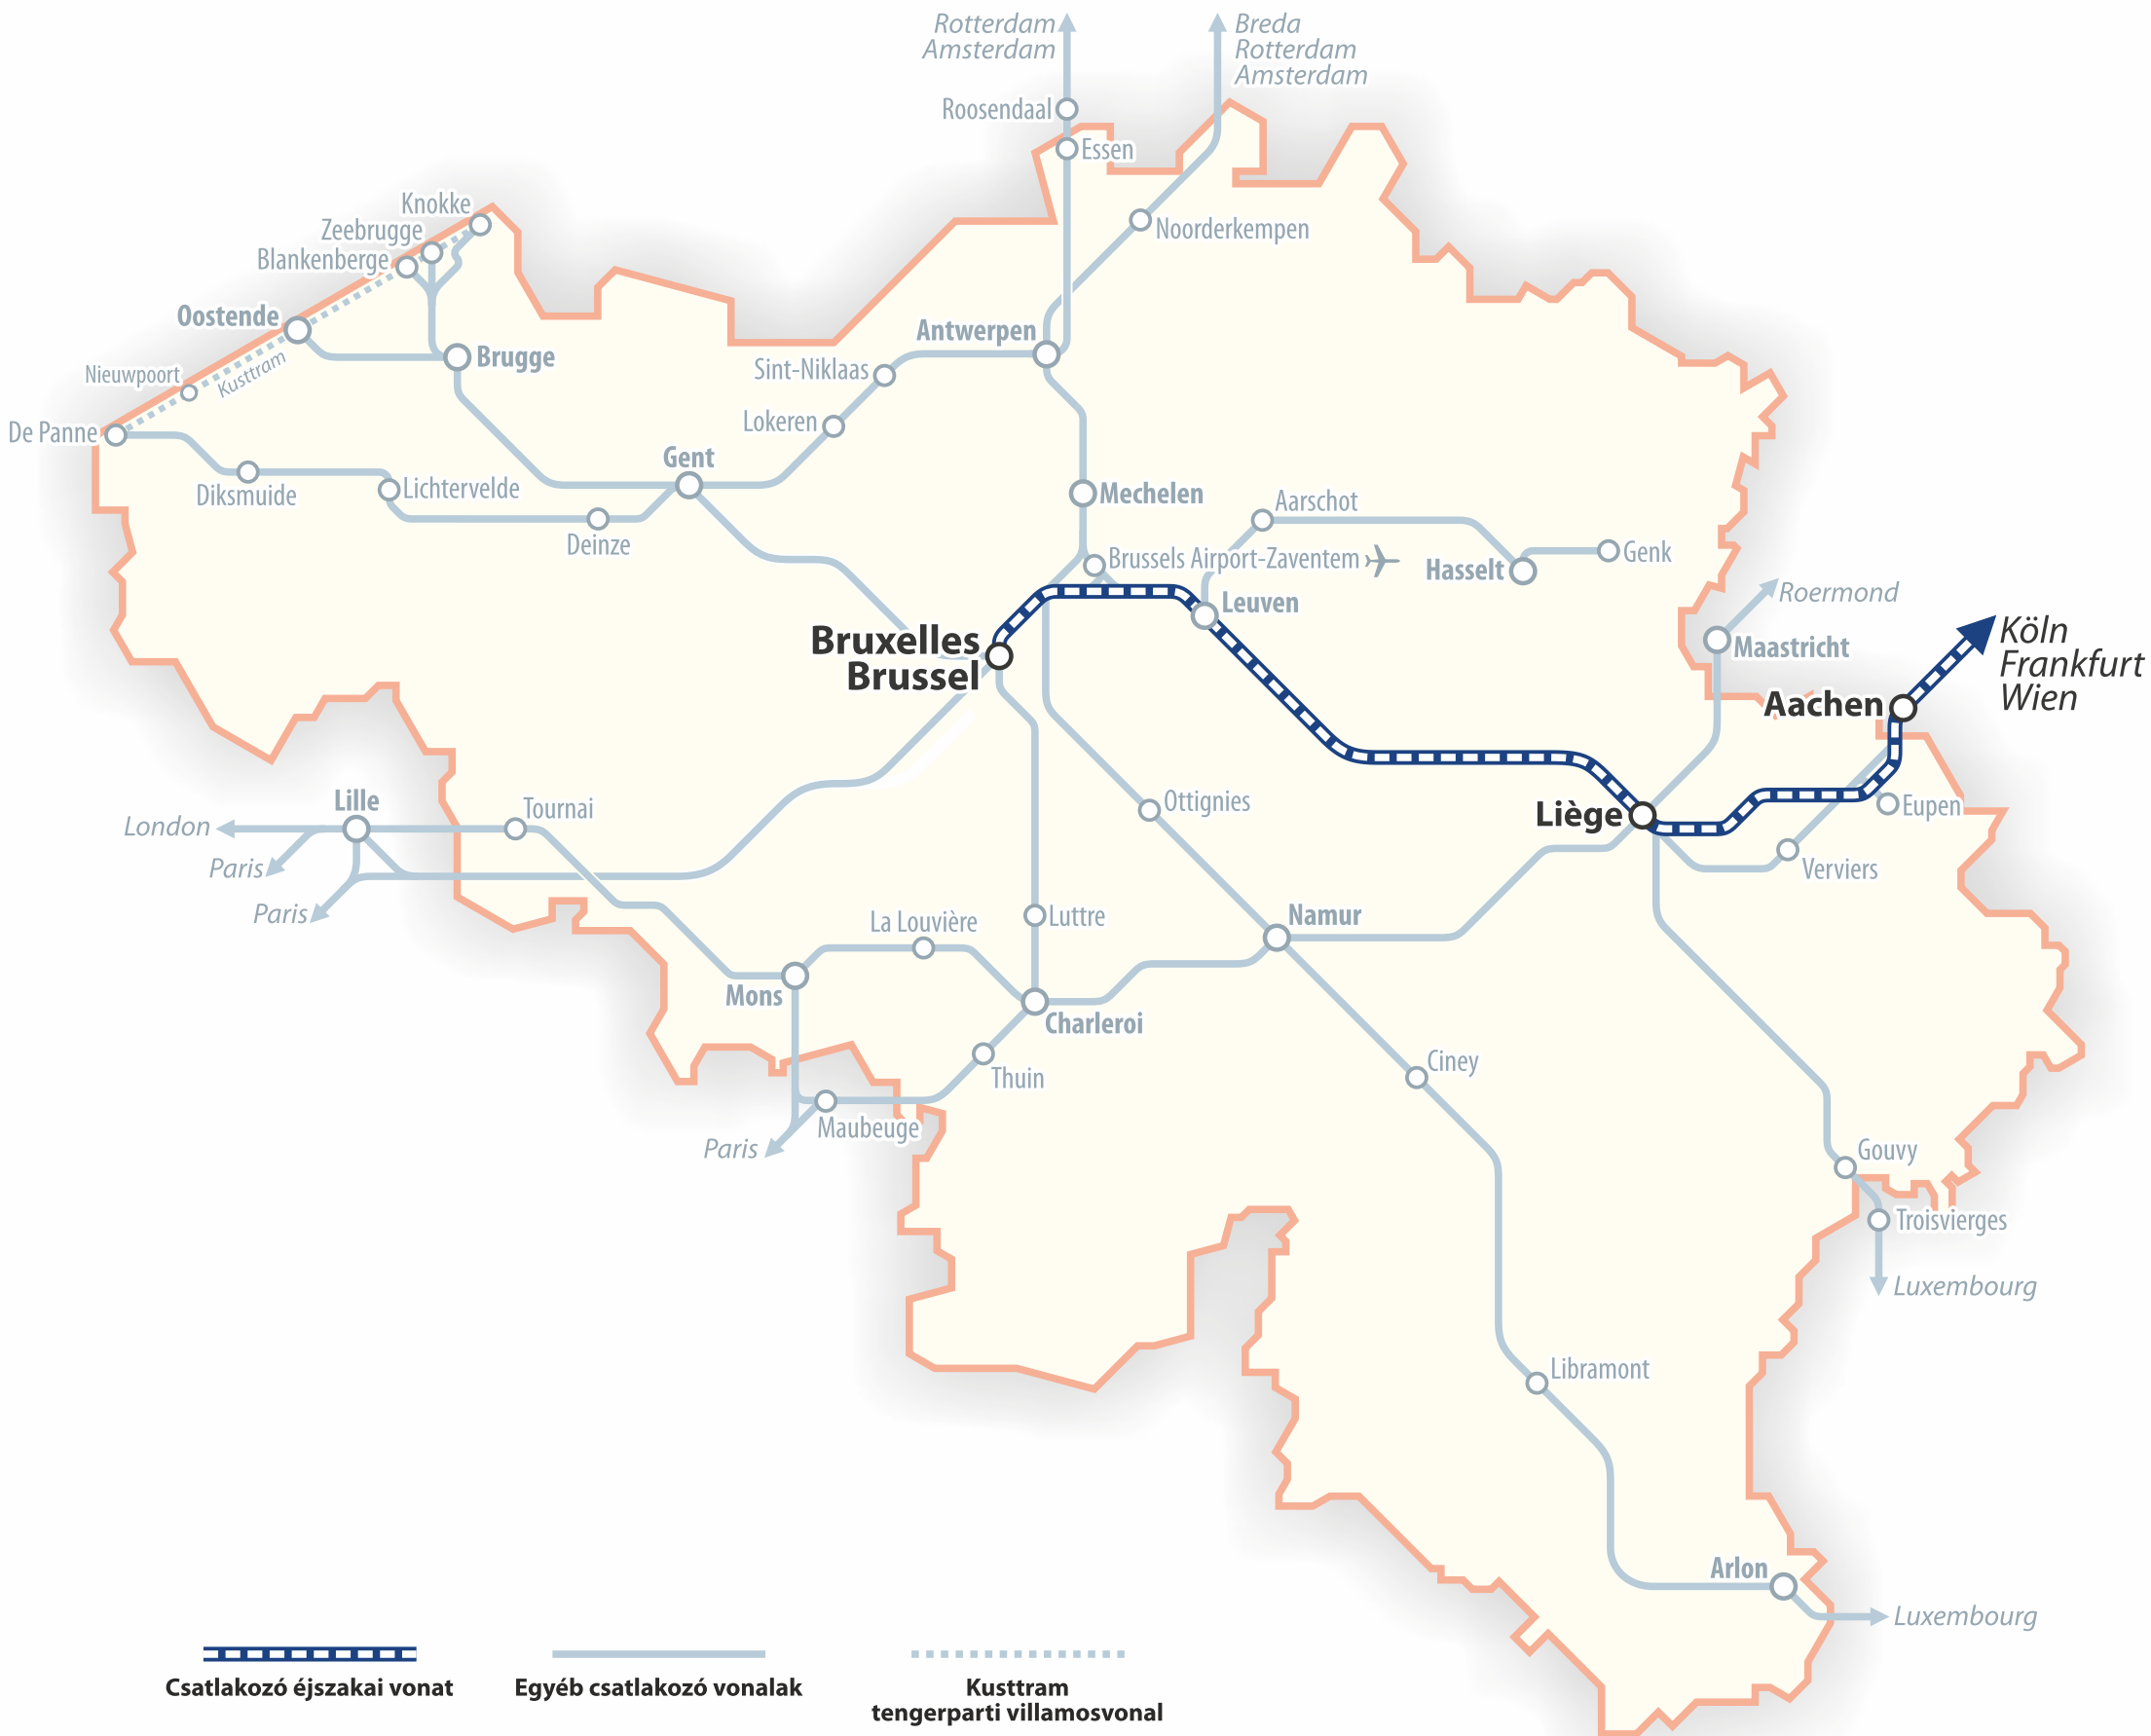 Rotterdam
Amsterdam
Breda
Rotterdam
Amsterdam
Roosendaal
Essen
Knokke
Zeebrugge
Blankenberge
Noorderkempen
Oostende
Antwerpen
Brugge
Sint-Niklaas
Nieuwpoort
Kusttram
Lokeren
De Panne
Gent
Diksmuide
Lichtervelde
Mechelen
Aarschot
Deinze
Brussels Airport-Zaventem
Hasselt
Genk
Roermond
Leuven
Bruxelles
Brussel
Maastricht
Köln
Frankfurt
Wien
Aachen
Lille
Tournai
Ottignies
Liège
Eupen
London
Paris
Verviers
Paris
La Louvière
Luttre
Namur
Mons
Charleroi
Thuin
Ciney
Maubeuge
Paris
Gouvy
Troisvierges
Luxembourg
Libramont
Arlon
Luxembourg
Csatlakozó éjszakai vonat
Egyéb csatlakozó vonalak
Kusttram
tengerparti villamosvonal